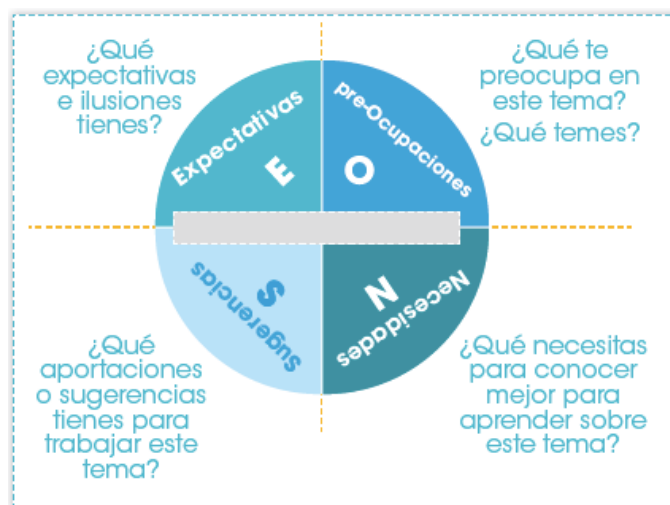 ¿Qué
expectativas
e ilusiones
tienes?
¿Qué te
preocupa en
este tema?
¿Qué temes?
Expectativas
E
pre-Ocupaciones
O
S
Sugerencias
N
Necesidades
¿Qué
aportaciones
o sugerencias
tienes para
trabajar este
tema?
¿Qué necesitas
para conocer
mejor para
aprender sobre
este tema?